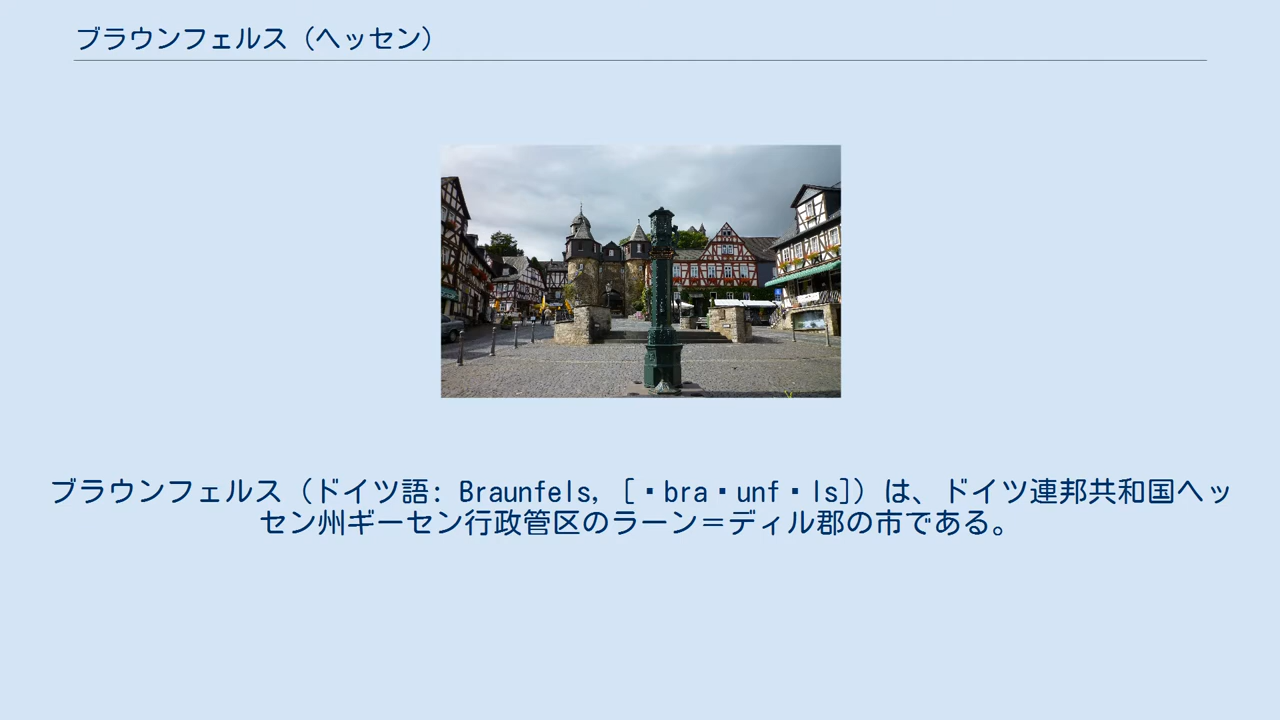 ブラウンフェルス（ヘッセン）
ブラウンフェルス（ドイツ語: Braunfels, [▪bra▪unf▪ls]）は、ドイツ連邦共和国ヘッ
セン州ギーセン行政管区のラーン＝ディル郡の市である。